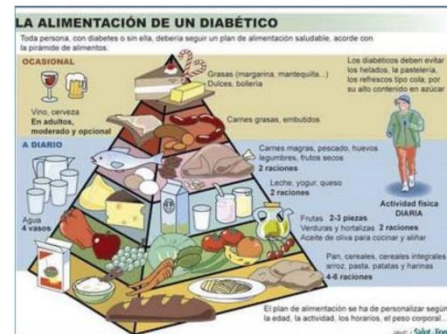 LA ALIMENTACIÓN DE UN DIABÉTICO
Toda persona, con diabetes o sin ella, debería seguir un plan de alimentación saludable, acorde con
la pirámide de alimentos.
OCASIONAL
Vino, cerveza
En adultos,
moderado y opcional
Grasas (margarina, mantequilla...)
Dulces, bollería
Los diabéticos deben evitar
los helados, la pastelería,
los refrescos tipo cola, por
su alto contenido en azúcar
Carnes grasas, embutidos
A DIARIO
Carnes magras, pescado, huevos
legumbres, frutos secos
2 raciones
Leche, yogur, queso
2 raciones
Actividad física
DIARIA
Agua
4 vasos
Frutas 2-3 piezas
Verduras y hortalizas 2 raciones
Aceite de oliva para cocinar y aliñar
Pan, cereales, cereales integrales
arroz, pasta, patatas y harinas
4-6 raciones
El plan de alimentación se ha de personalizar
la edad, la actividad, los horarios, el peso corporal...